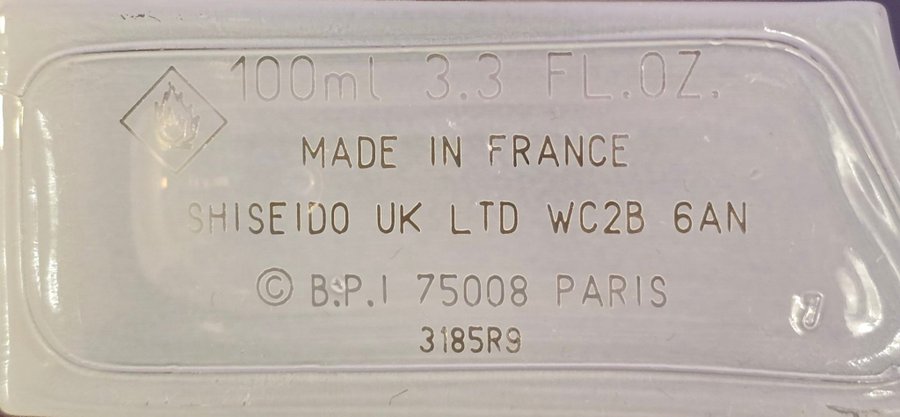 100ml 3.3 FL.OZ.
MADE IN FRANCE
SHISEIDO UK LTD WC2B 6AN
© B.P.I 75008 PARIS
3185R9